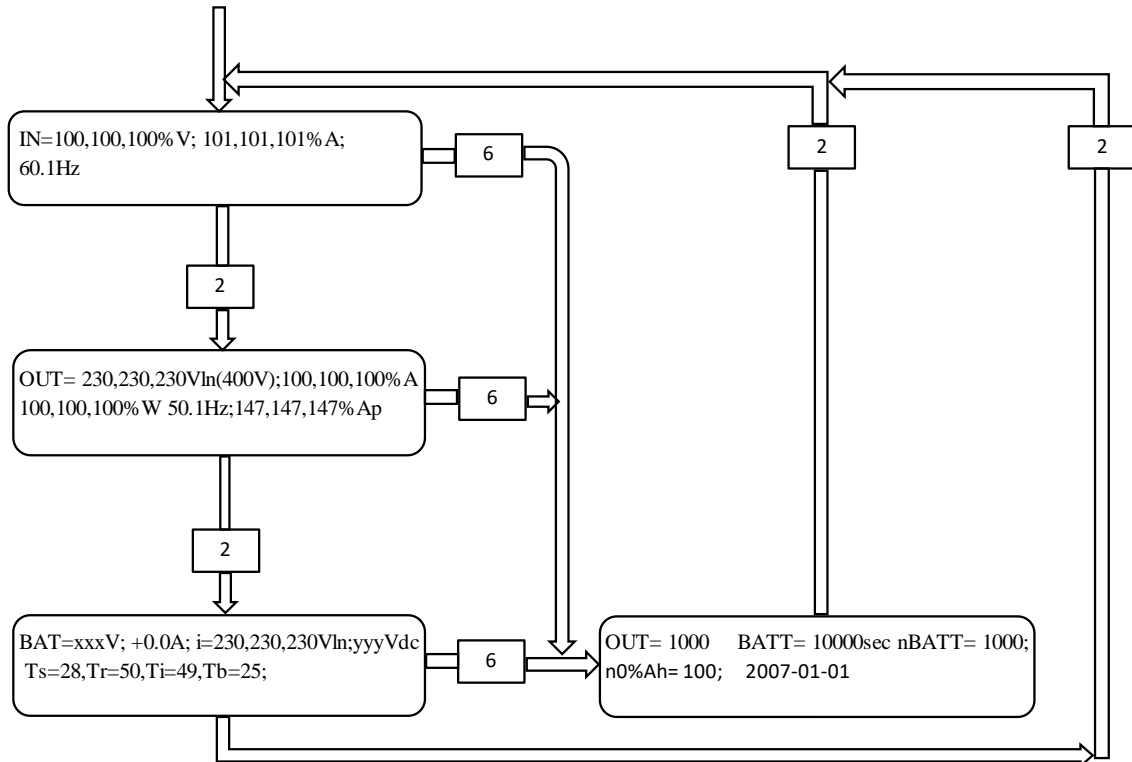 IN=100,100,100%V; 101,101,101%A;
60.1Hz
6
2
2
2
OUT= 230,230,230Vln(400V);100,100,100%A
100,100,100%W 50.1Hz;147,147,147%Ap
6
2
BAT=xxxV; +0.0A; i=230,230,230Vln;yyyVdc
Ts=28,Tr=50,Ti=49,Tb=25;
6
OUT= 1000 BATT= 10000sec nBATT= 1000;
n0%Ah= 100; 2007-01-01